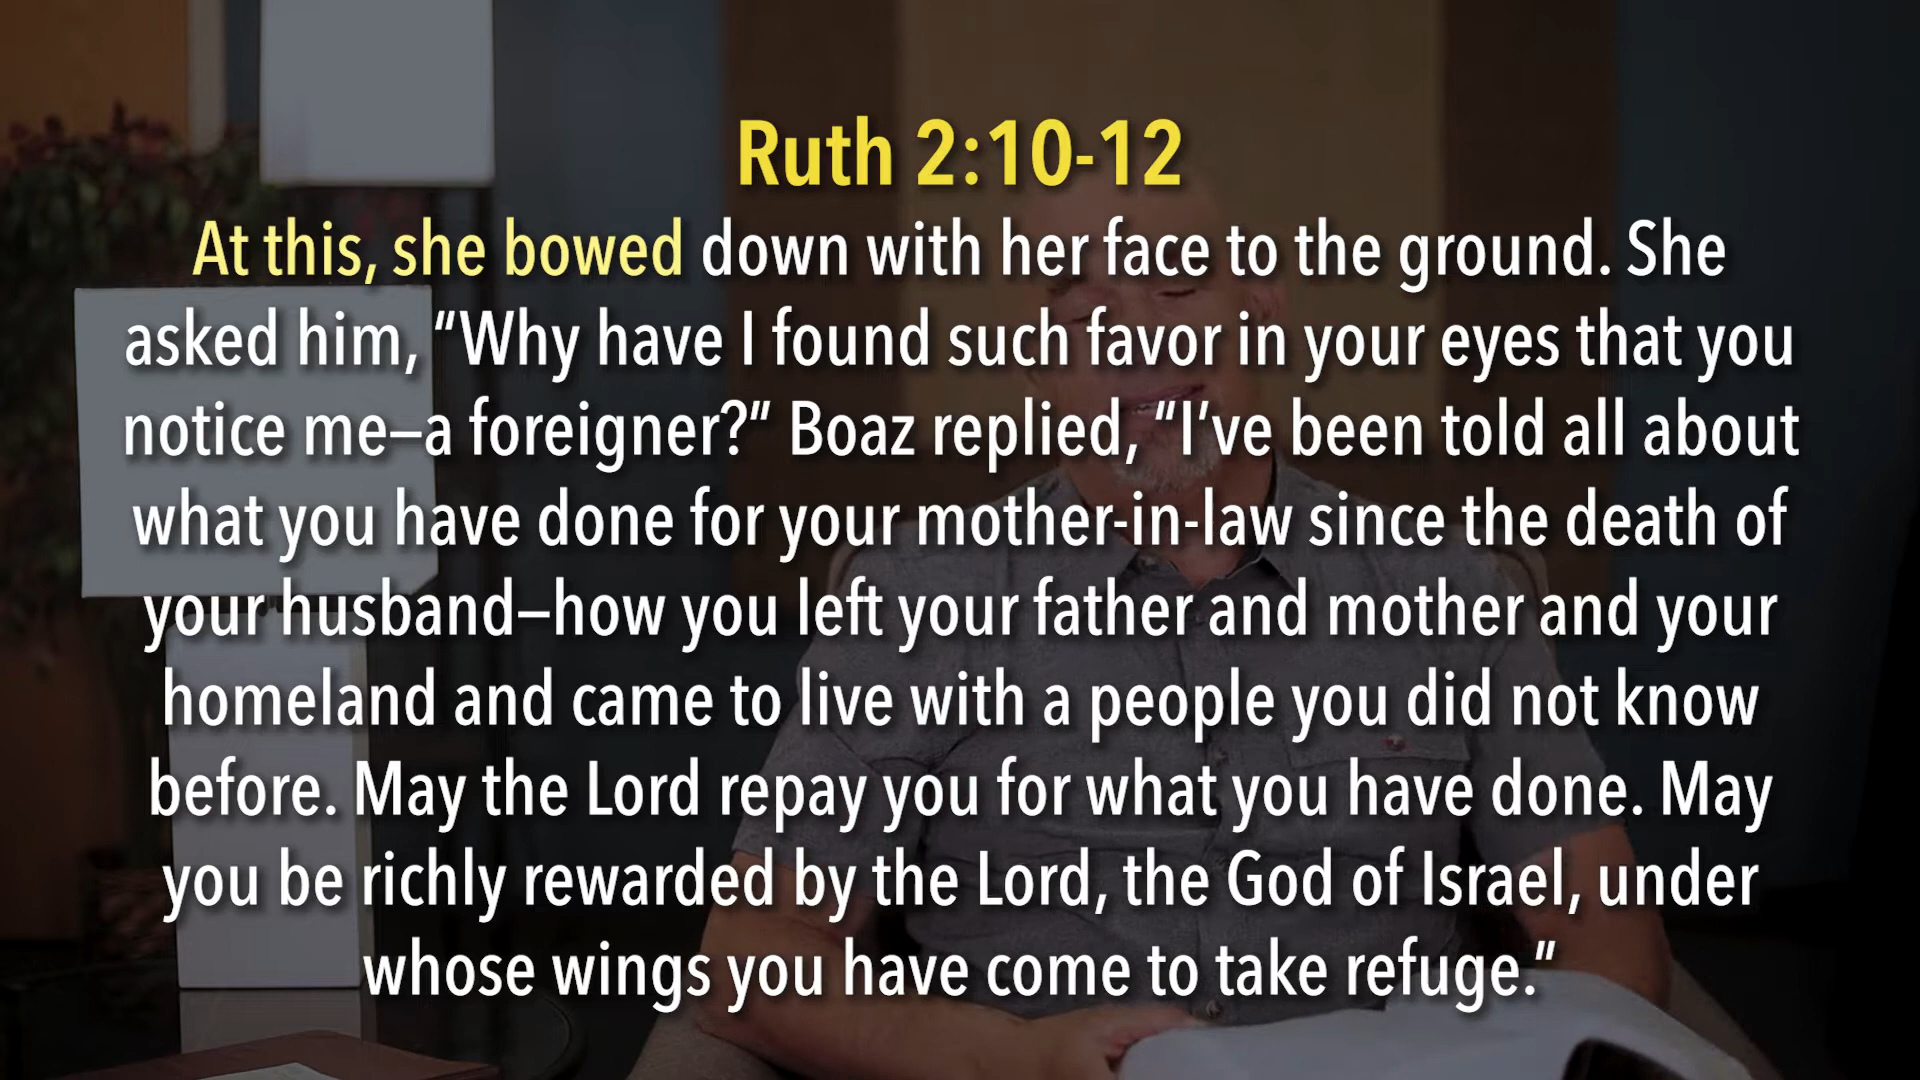 Ruth 2:10-12
At this, she bowed down with her face to the ground. She
asked him, “Why have I found such favor in your eyes that you
notice me—a foreigner?” Boaz replied, “I’ve been told all about
what you have done for your mother-in-law since the death of
your husband—how you left your father and mother and your
homeland and came to live with a people you did not know
before. May the Lord repay you for what you have done. May
you be richly rewarded by the Lord, the God of Israel, under
whose wings you have come to take refuge.”